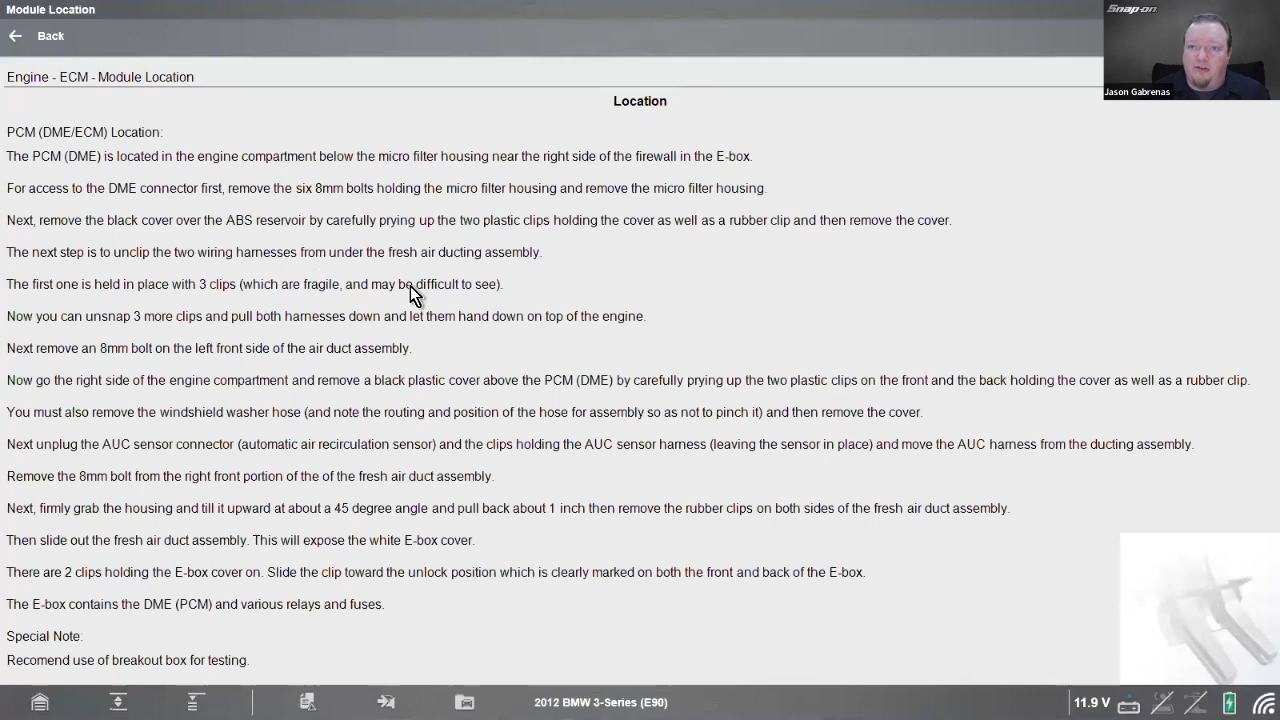 Module Location
Snap-on
Back
Jason Gabrenas
Engine - ECM - Module Location
Location
PCM (DME/ECM) Location:
The PCM (DME) is located in the engine compartment below the micro filter housing near the right side of the firewall in the E-box.
For access to the DME connector first, remove the six 8mm bolts holding the micro filter housing and remove the micro filter housing.
Next, remove the black cover over the ABS reservoir by carefully prying up the two plastic clips holding the cover as well as a rubber clip and then remove the cover.
The next step is to unclip the two wiring harnesses from under the fresh air ducting assembly.
The first one is held in place with 3 clips (which are fragile, and may be difficult to see).
Now you can unsnap 3 more clips and pull both harnesses down and let them hand down on top of the engine.
Next remove an 8mm bolt on the left front side of the air duct assembly.
Now go the right side of the engine compartment and remove a black plastic cover above the PCM (DME) by carefully prying up the two plastic clips on the front and the back holding the cover as well as a rubber clip.
You must also remove the windshield washer hose (and note the routing and position of the hose for assembly so as not to pinch it) and then remove the cover.
Next unplug the AUC sensor connector (automatic air recirculation sensor) and the clips holding the AUC sensor harness (leaving the sensor in place) and move the AUC harness from the ducting assembly.
Remove the 8mm bolt from the right front portion of the of the fresh air duct assembly.
Next, firmly grab the housing and till it upward at about a 45 degree angle and pull back about 1 inch then remove the rubber clips on both sides of the fresh air duct assembly.
Then slide out the fresh air duct assembly. This will expose the white E-box cover.
There are 2 clips holding the E-box cover on. Slide the clip toward the unlock position which is clearly marked on both the front and back of the E-box.
The E-box contains the DME (PCM) and various relays and fuses.
Special Note:
Recomend use of breakout box for testing.
2012 BMW 3-Series (E90)
11.9 V